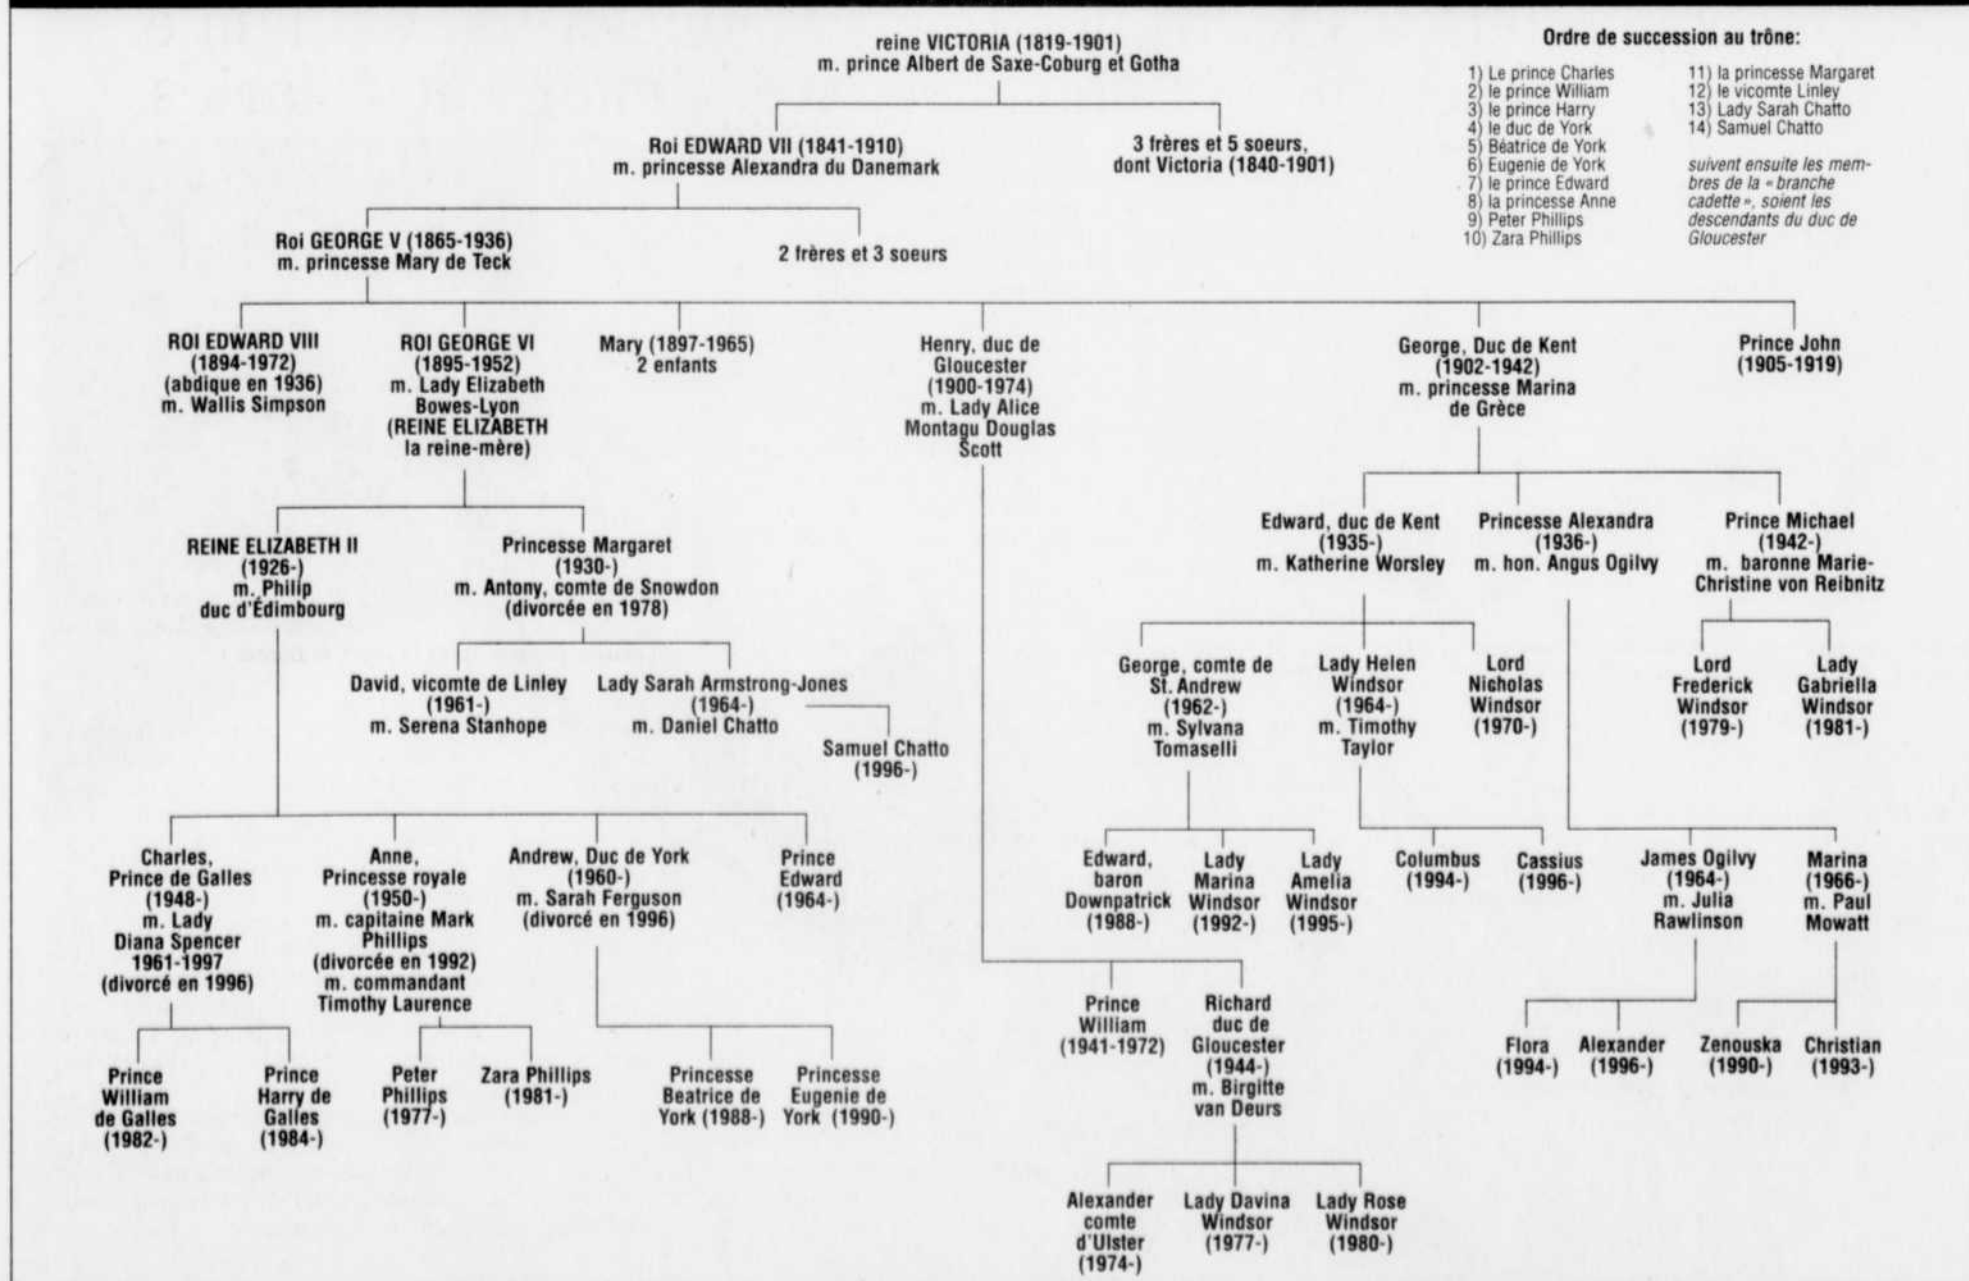 reine VICTORIA (1819-1901)
m. prince Albert de Saxe-Coburg et Gotha
Ordre de succession au trône:
1) Le prince Charles
2) le prince William
3) le prince Harry
4) le duc de York
5) Béatrice de York
6) Eugenie de York
7) le prince Edward
8) la princesse Anne
9) Peter Phillips
10) Zara Phillips
11) la princesse Margaret
12) le vicomte Linley
13) Lady Sarah Chatto
14) Samuel Chatto
suivent ensuite les mem-
bres de la « branche
cadette », soient les
descendants du duc de
Gloucester
Roi EDWARD VII (1841-1910)
m. princesse Alexandra du Danemark
3 frères et 5 soeurs,
dont Victoria (1840-1901)
Roi GEORGE V (1865-1936)
m. princesse Mary de Teck
2 frères et 3 soeurs
ROI EDWARD VIII
(1894-1972)
(abdique en 1936)
m. Wallis Simpson
ROI GEORGE VI
(1895-1952)
m. Lady Elizabeth
Bowes-Lyon
(REINE ELIZABETH
la reine-mère)
Mary (1897-1965)
2 enfants
Henry, duc de
Gloucester
(1900-1974)
m. Lady Alice
Montagu Douglas
Scott
George, Duc de Kent
(1902-1942)
m. princesse Marina
de Grèce
Prince John
(1905-1919)
REINE ELIZABETH II
(1926-)
m. Philip
duc d'Édimbourg
Princesse Margaret
(1930-)
m. Antony, comte de Snowdon
(divorcée en 1978)
Edward, duc de Kent
(1935-)
m. Katherine Worsley
Princesse Alexandra
(1936-)
m. hon. Angus Ogilvy
Prince Michael
(1942-)
m. baronne Marie-
Christine von Reibnitz
David, vicomte de Linley
(1961-)
m. Serena Stanhope
Lady Sarah Armstrong-Jones
(1964-)
m. Daniel Chatto
Samuel Chatto
(1996-)
George, comte de
St. Andrew
(1962-)
m. Sylvana
Tomaselli
Lady Helen
Windsor
(1964-)
m. Timothy
Taylor
Lord
Nicholas
Windsor
(1970-)
Lord
Frederick
Windsor
(1979-)
Lady
Gabriella
Windsor
(1981-)
Charles,
Prince de Galles
(1948-)
m. Lady
Diana Spencer
1961-1997
(divorcé en 1996)
Anne,
Princesse royale
(1950-)
m. capitaine Mark
Phillips
(divorcée en 1992)
m. commandant
Timothy Laurence
Andrew, Duc de York
(1960-)
m. Sarah Ferguson
(divorcé en 1996)
Prince
Edward
(1964-)
Edward,
baron
Downpatrick
(1988-)
Lady
Marina
Windsor
(1992-)
Lady
Amelia
Windsor
(1995-)
Columbus
(1994-)
Cassius
(1996-)
James Ogilvy
(1964-)
m. Julia
Rawlinson
Marina
(1966-)
m. Paul
Mowatt
Prince
William
(1941-1972)
Richard
duc de
Gloucester
(1944-)
m. Birgitte
van Deurs
Flora
(1994-)
Alexander
(1996-)
Zenouska
(1990-)
Christian
(1993-)
Prince
William
de Galles
(1982-)
Prince
Harry de
Galles
(1984-)
Peter
Phillips
(1977-)
Zara Phillips
(1981-)
Princesse
Beatrice de
York (1988-)
Princesse
Eugenie de
York (1990-)
Alexander
comte
d'Ulster
(1974-)
Lady Davina
Windsor
(1977-)
Lady Rose
Windsor
(1980-)